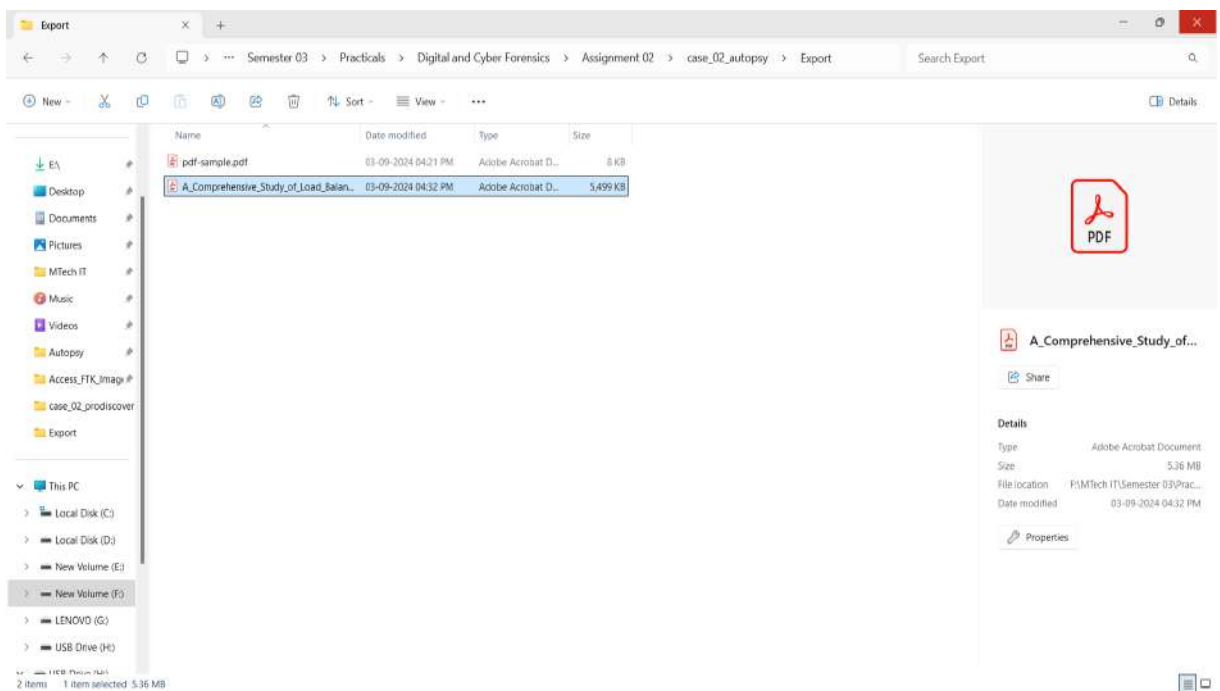 Export
Semester 03 > Practicals > Digital and Cyber Forensics > Assignment 02 > case_02_autopsy > Export
Search Export
New
Sort
View
...
Details
Name Date modified Type Size
pdf-sample.pdf 03-09-2024 04:21 PM Adobe Acrobat D... 8 KB
A_Comprehensive_Study_of_Load_Balan... 03-09-2024 04:32 PM Adobe Acrobat D... 5,499 KB
E:\
Desktop
Documents
Pictures
MTech IT
Music
Videos
Autopsy
Access_FTK_Imag
case_02_prodiscover
Export
This PC
Local Disk (C:)
Local Disk (D:)
New Volume (E:)
New Volume (F:)
LENOVO (G:)
USB Drive (H:)
PDF
A_Comprehensive_Study_of...
Share
Details
Type Adobe Acrobat Document
Size 5.36 MB
File location F:\MTech IT\Semester 03\Prac...
Date modified 03-09-2024 04:32 PM
Properties
2 items 1 item selected 5.36 MB